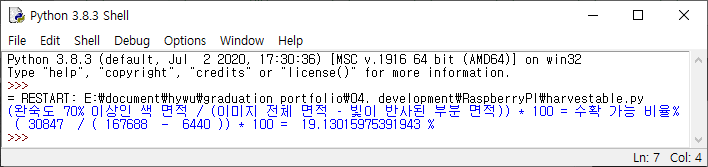 Python 3.8.3 Shell
File Edit Shell Debug Options Window Help
Python 3.8.3 (default, Jul  2 2020, 17:30:36) [MSC v.1916 64 bit (AMD64)] on win32
Type "help", "copyright", "credits" or "license()" for more information.
>>>
= RESTART: E:₩document₩hywu₩graduation portfolio₩04. development₩RaspberryPI₩harvestable.py
(완숙도 70% 이상인 색 면적 / (이미지 전체 면적 - 빛이 반사된 부분 면적)) * 100 = 수확 가능 비율%
( 30847  / ( 167688  -  6440 )) * 100 =  19.13015975391943 %
>>>
Ln: 7 Col: 4